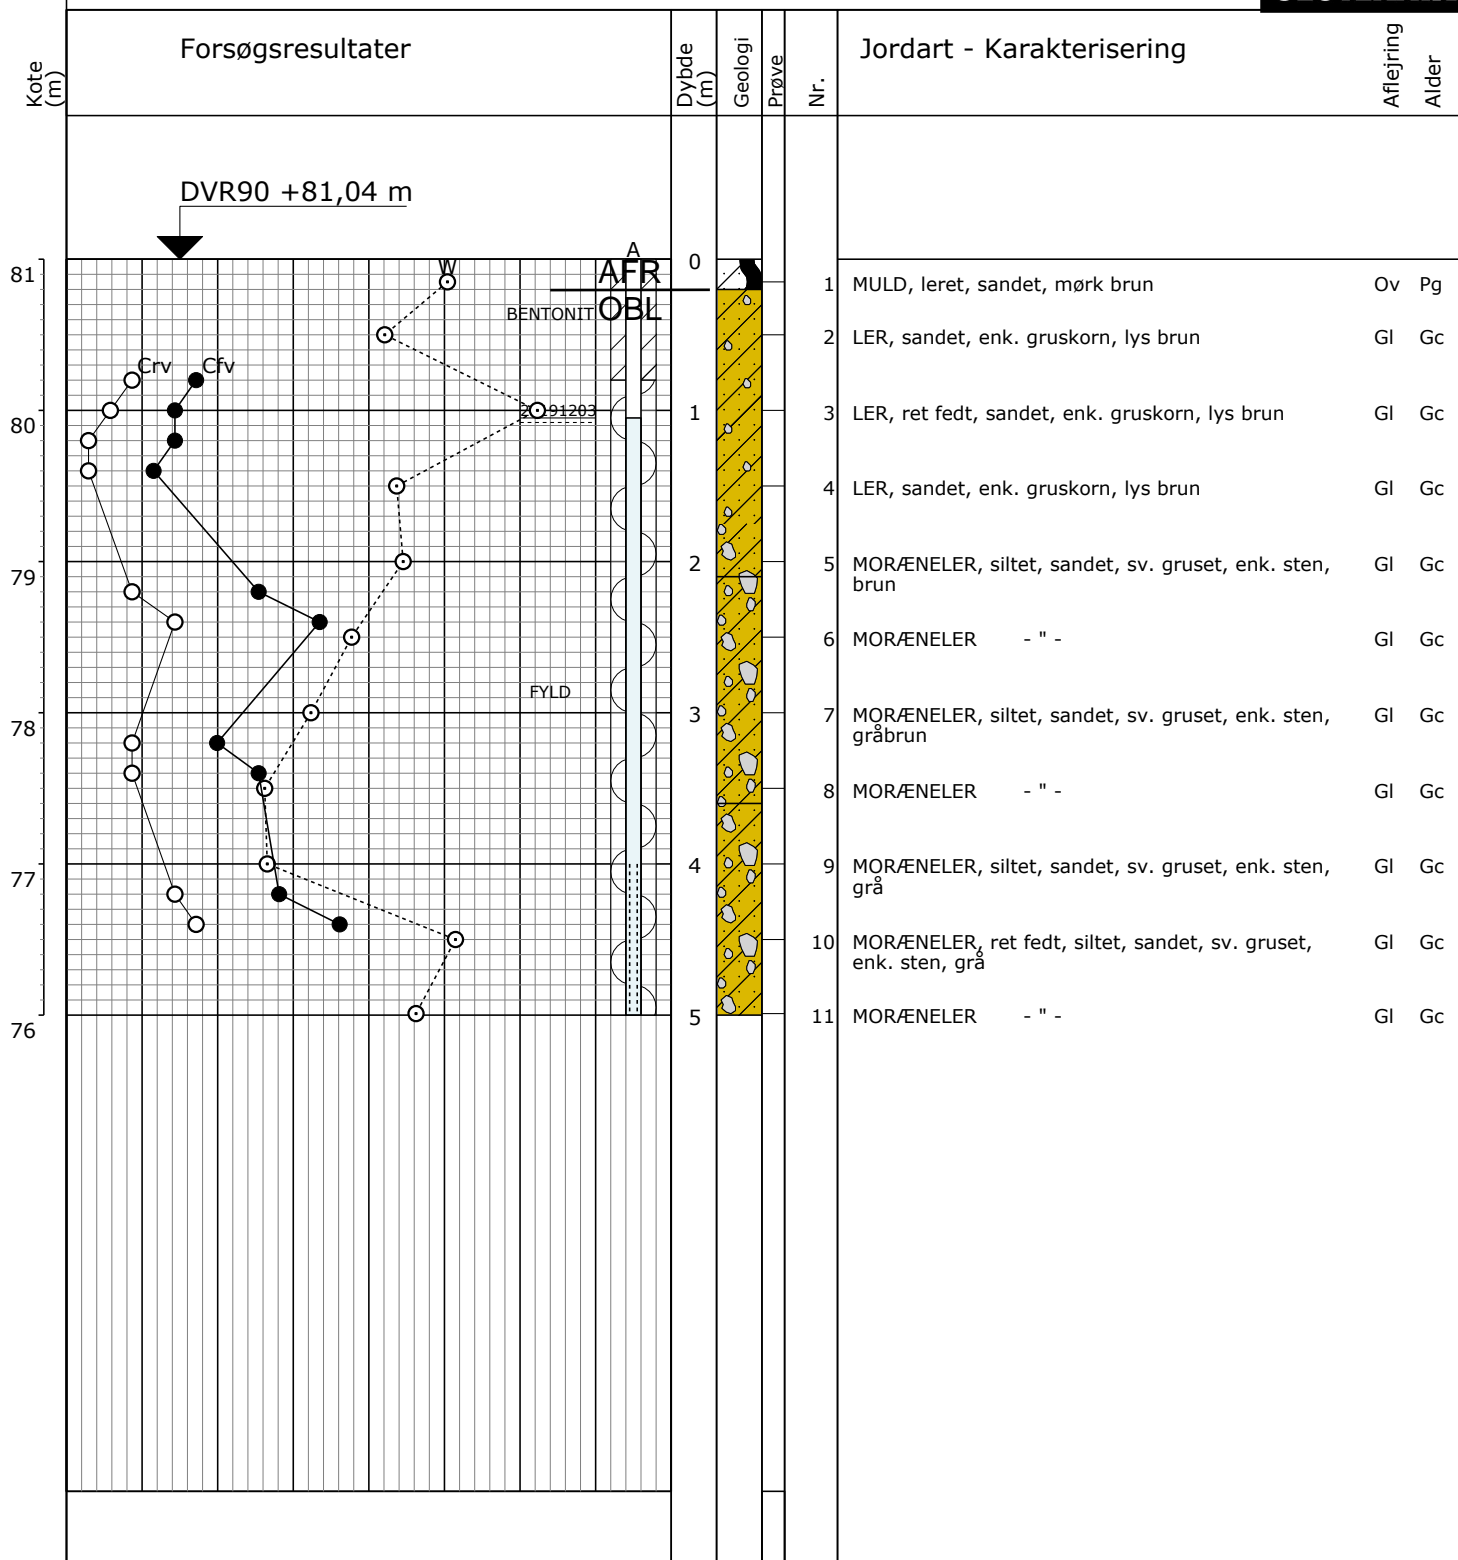 Forsøgsresultater
Jordart - Karakterisering
Kote
(m)
Dybde
(m)
Geologi
Prøve
Nr.
Aflejring
Alder
DVR90 +81,04 m
A
81
W
AFR
0
1 MULD, leret, sandet, mørk brun Ov Pg
BENTONIT OBL
2 LER, sandet, enk. gruskorn, lys brun Gl Gc
Crv Cfv
80
1
3 LER, ret fedt, sandet, enk. gruskorn, lys brun Gl Gc
4 LER, sandet, enk. gruskorn, lys brun Gl Gc
79
2
5 MORÆNELER, siltet, sandet, sv. gruset, enk. sten, Gl Gc
brun
6 MORÆNELER - " - Gl Gc
FYLD
78
3
7 MORÆNELER, siltet, sandet, sv. gruset, enk. sten, Gl Gc
gråbrun
8 MORÆNELER - " - Gl Gc
77
4
9 MORÆNELER, siltet, sandet, sv. gruset, enk. sten, Gl Gc
grå
10 MORÆNELER, ret fedt, siltet, sandet, sv. gruset, Gl Gc
enk. sten, grå
76
5
11 MORÆNELER - " - Gl Gc